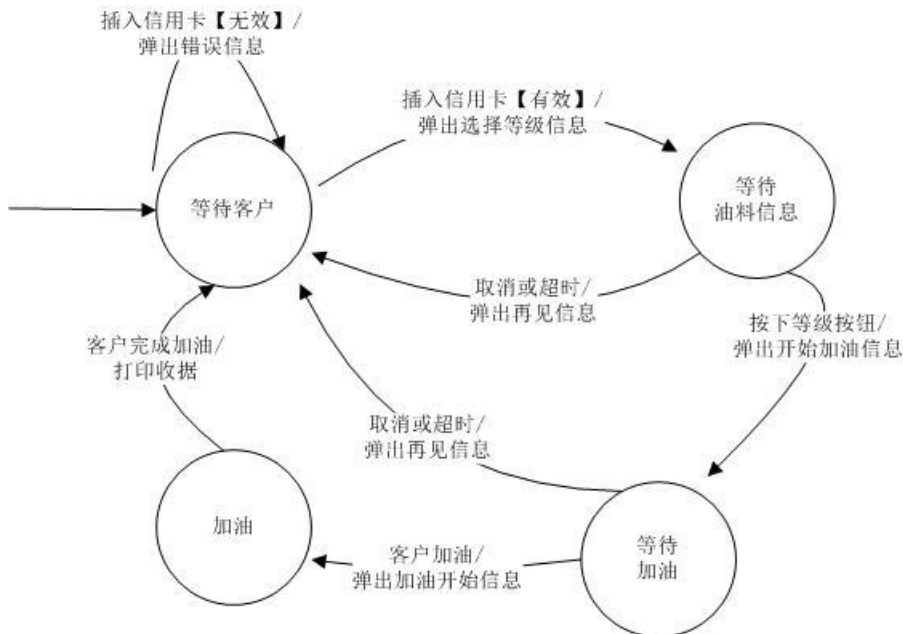 插入信用卡【无效】/
弹出错误信息
插入信用卡【有效】/
弹出选择等级信息
等待客户
等待
油料信息
取消或超时/
弹出再见信息
按下等级按钮/
弹出开始加油信息
客户完成加油/
打印收据
取消或超时/
弹出再见信息
加油
客户加油/
弹出加油开始信息
等待
加油